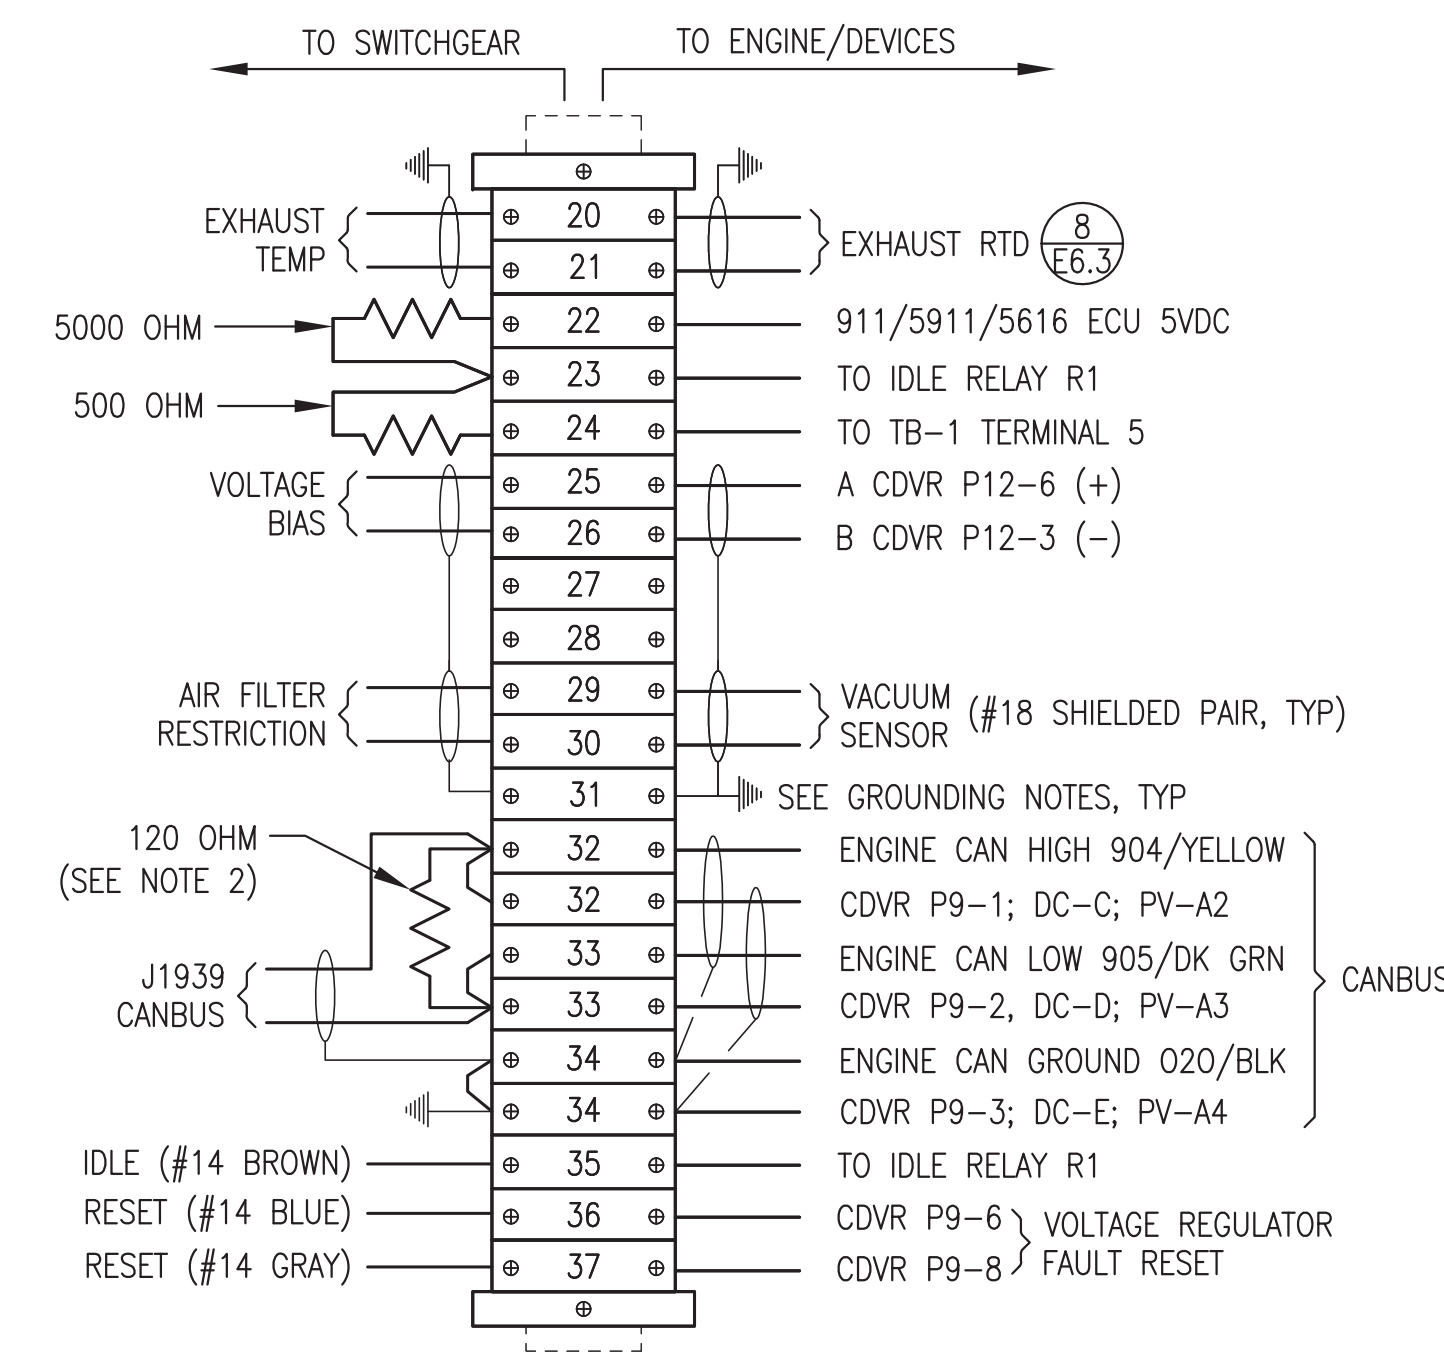 TO SWITCHGEAR
TO ENGINE/DEVICES
EXHAUST
TEMP
20
21
EXHAUST RTD
8
E6.3
5000 OHM
22
911/5911/5616 ECU 5VDC
23
TO IDLE RELAY R1
500 OHM
24
TO TB-1 TERMINAL 5
VOLTAGE
BIAS
25
A CDVR P12-6 (+)
26
B CDVR P12-3 (-)
27
28
AIR FILTER
RESTRICTION
29
30
VACUUM
SENSOR
(#18 SHIELDED PAIR, TYP)
31
SEE GROUNDING NOTES, TYP
120 OHM
(SEE NOTE 2)
32
ENGINE CAN HIGH 904/YELLOW
32
CDVR P9-1; DC-C; PV-A2
J1939
CANBUS
33
ENGINE CAN LOW 905/DK GRN
33
CDVR P9-2, DC-D; PV-A3
CANBUS
34
ENGINE CAN GROUND 020/BLK
34
CDVR P9-3; DC-E; PV-A4
IDLE (#14 BROWN)
35
TO IDLE RELAY R1
RESET (#14 BLUE)
36
CDVR P9-6
RESET (#14 GRAY)
37
CDVR P9-8
VOLTAGE REGULATOR
FAULT RESET